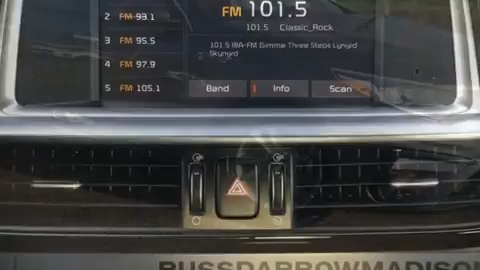 FM 101.5
2 FM 93.1
101.5 Classic_Rock
3 FM 95.5
101.5 IBA-FM Gimme Three Steps Lynyrd
Skynyrd
4 FM 97.9
5 FM 105.1
Band Info Scan
RUSSDARROWMADISON